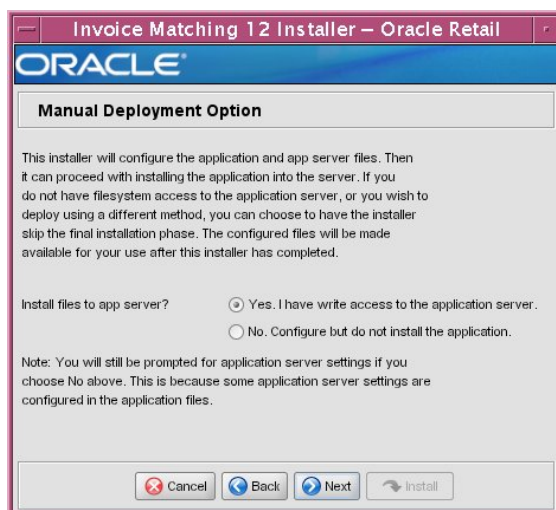 Invoice Matching 12 Installer – Oracle Retail
ORACLE®
Manual Deployment Option
This installer will configure the application and app server files. Then
it can proceed with installing the application into the server. If you
do not have filesystem access to the application server, or you wish to
deploy using a different method, you can choose to have the installer
skip the final installation phase. The configured files will be made
available for your use after this installer has completed.
Install files to app server? Yes. I have write access to the application server.
No. Configure but do not install the application.
Note: You will still be prompted for application server settings if you
choose No above. This is because some application server settings are
configured in the application files.
Cancel Back Next Install